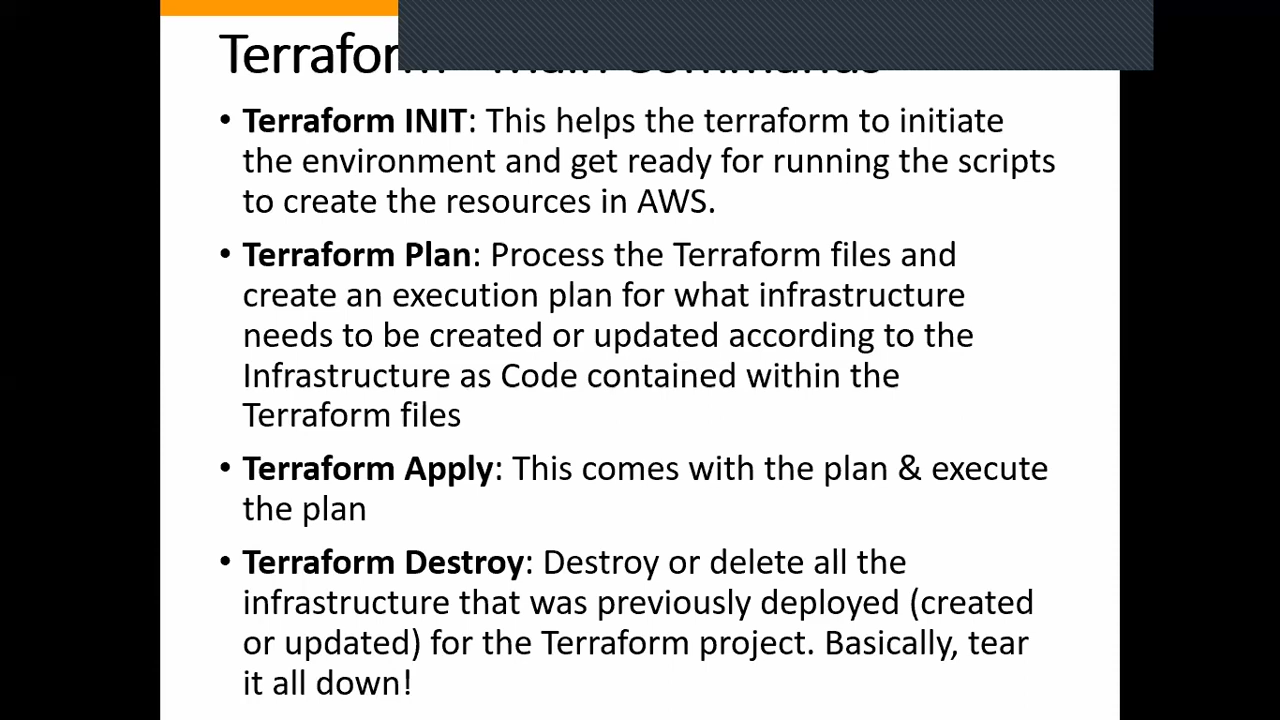 Terraform
• Terraform INIT: This helps the terraform to initiate
the environment and get ready for running the scripts
to create the resources in AWS.
• Terraform Plan: Process the Terraform files and
create an execution plan for what infrastructure
needs to be created or updated according to the
Infrastructure as Code contained within the
Terraform files
• Terraform Apply: This comes with the plan & execute
the plan
• Terraform Destroy: Destroy or delete all the
infrastructure that was previously deployed (created
or updated) for the Terraform project. Basically, tear
it all down!